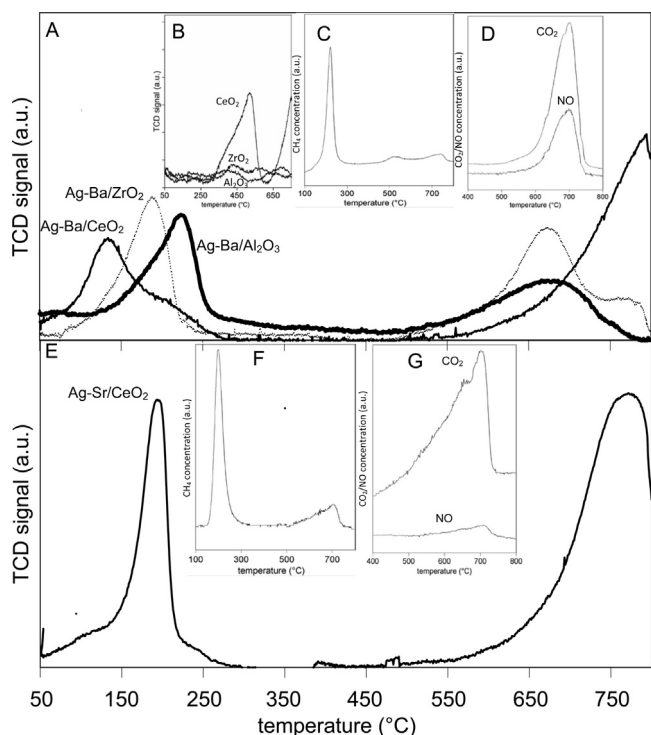 A
TCD signal (a.u.)
Ag-Ba/ZrO2
Ag-Ba/CeO2
Ag-Ba/Al2O3
B
TCD signal (a.u.)
CeO2
ZrO2
Al2O3
50 250 450 650
temperature (°C)
C
CH4 concentration (a.u.)
100 300 500 700
temperature (°C)
D
CO2/NO concentration (a.u.)
CO2
NO
400 500 600 700 800
temperature (°C)
E
TCD signal (a.u.)
Ag-Sr/CeO2
F
CH4 concentration (a.u.)
100 300 500 700
temperature (°C)
G
CO2/NO concentration (a.u.)
CO2
NO
400 500 600 700 800
temperature (°C)
50 150 250 350 450 550 650 750
temperature (°C)